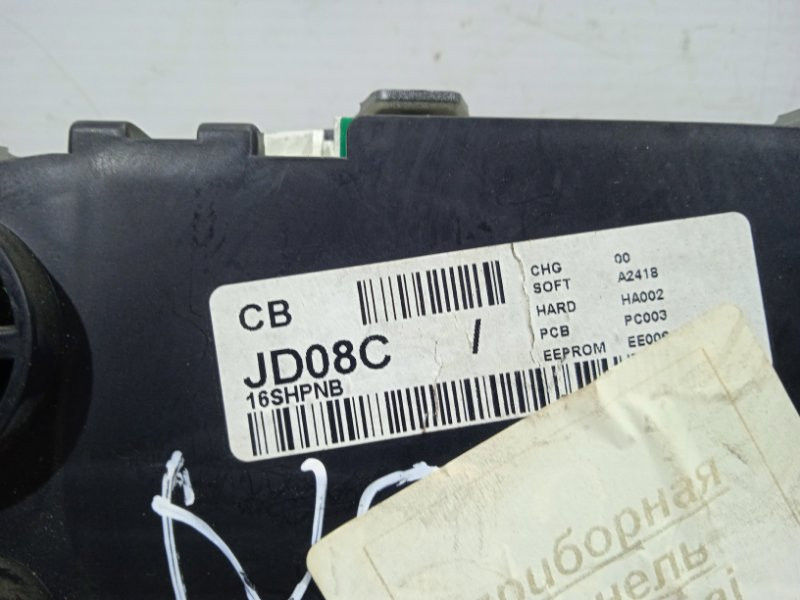 CB
JD08C /
16SHPNB
CHG 00
SOFT A2418
HARD HA002
PCB PC003
EEPROM
приборная